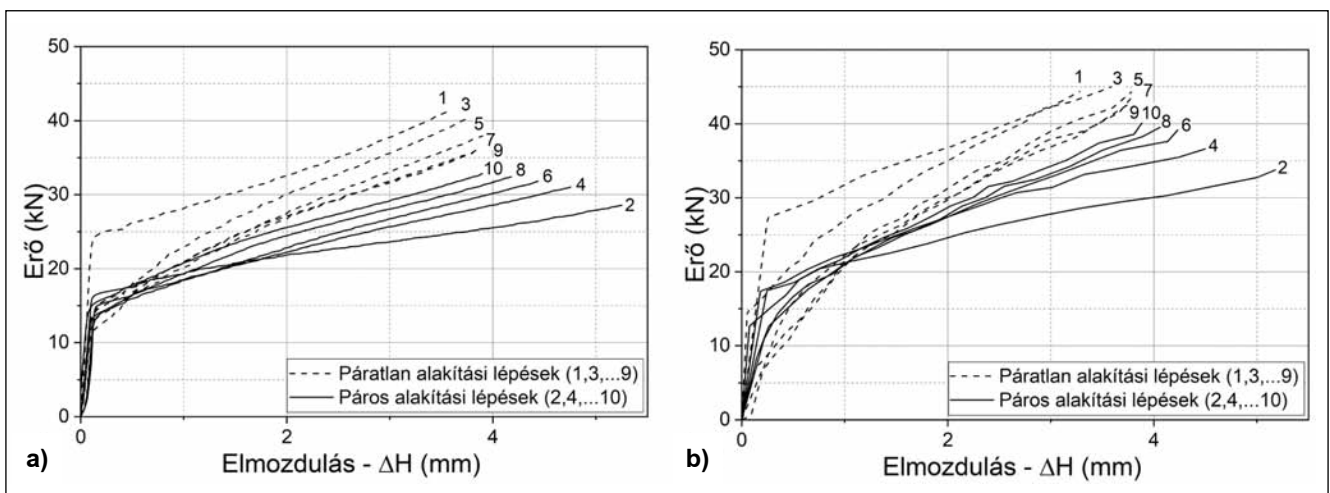 50
40
30
20
10
0
Erő (kN)
1
3
5
7
9
10
8
6
4
2
Páratlan alakítási lépések (1,3,...9)
Páros alakítási lépések (2,4,...10)
0 2 4
a)
Elmozdulás - ΔH (mm)
50
40
30
20
10
0
Erő (kN)
1
3
5
7
9 10
8
6
4
2
Páratlan alakítási lépések (1,3,...9)
Páros alakítási lépések (2,4,...10)
0 2 4
b)
Elmozdulás - ΔH (mm)